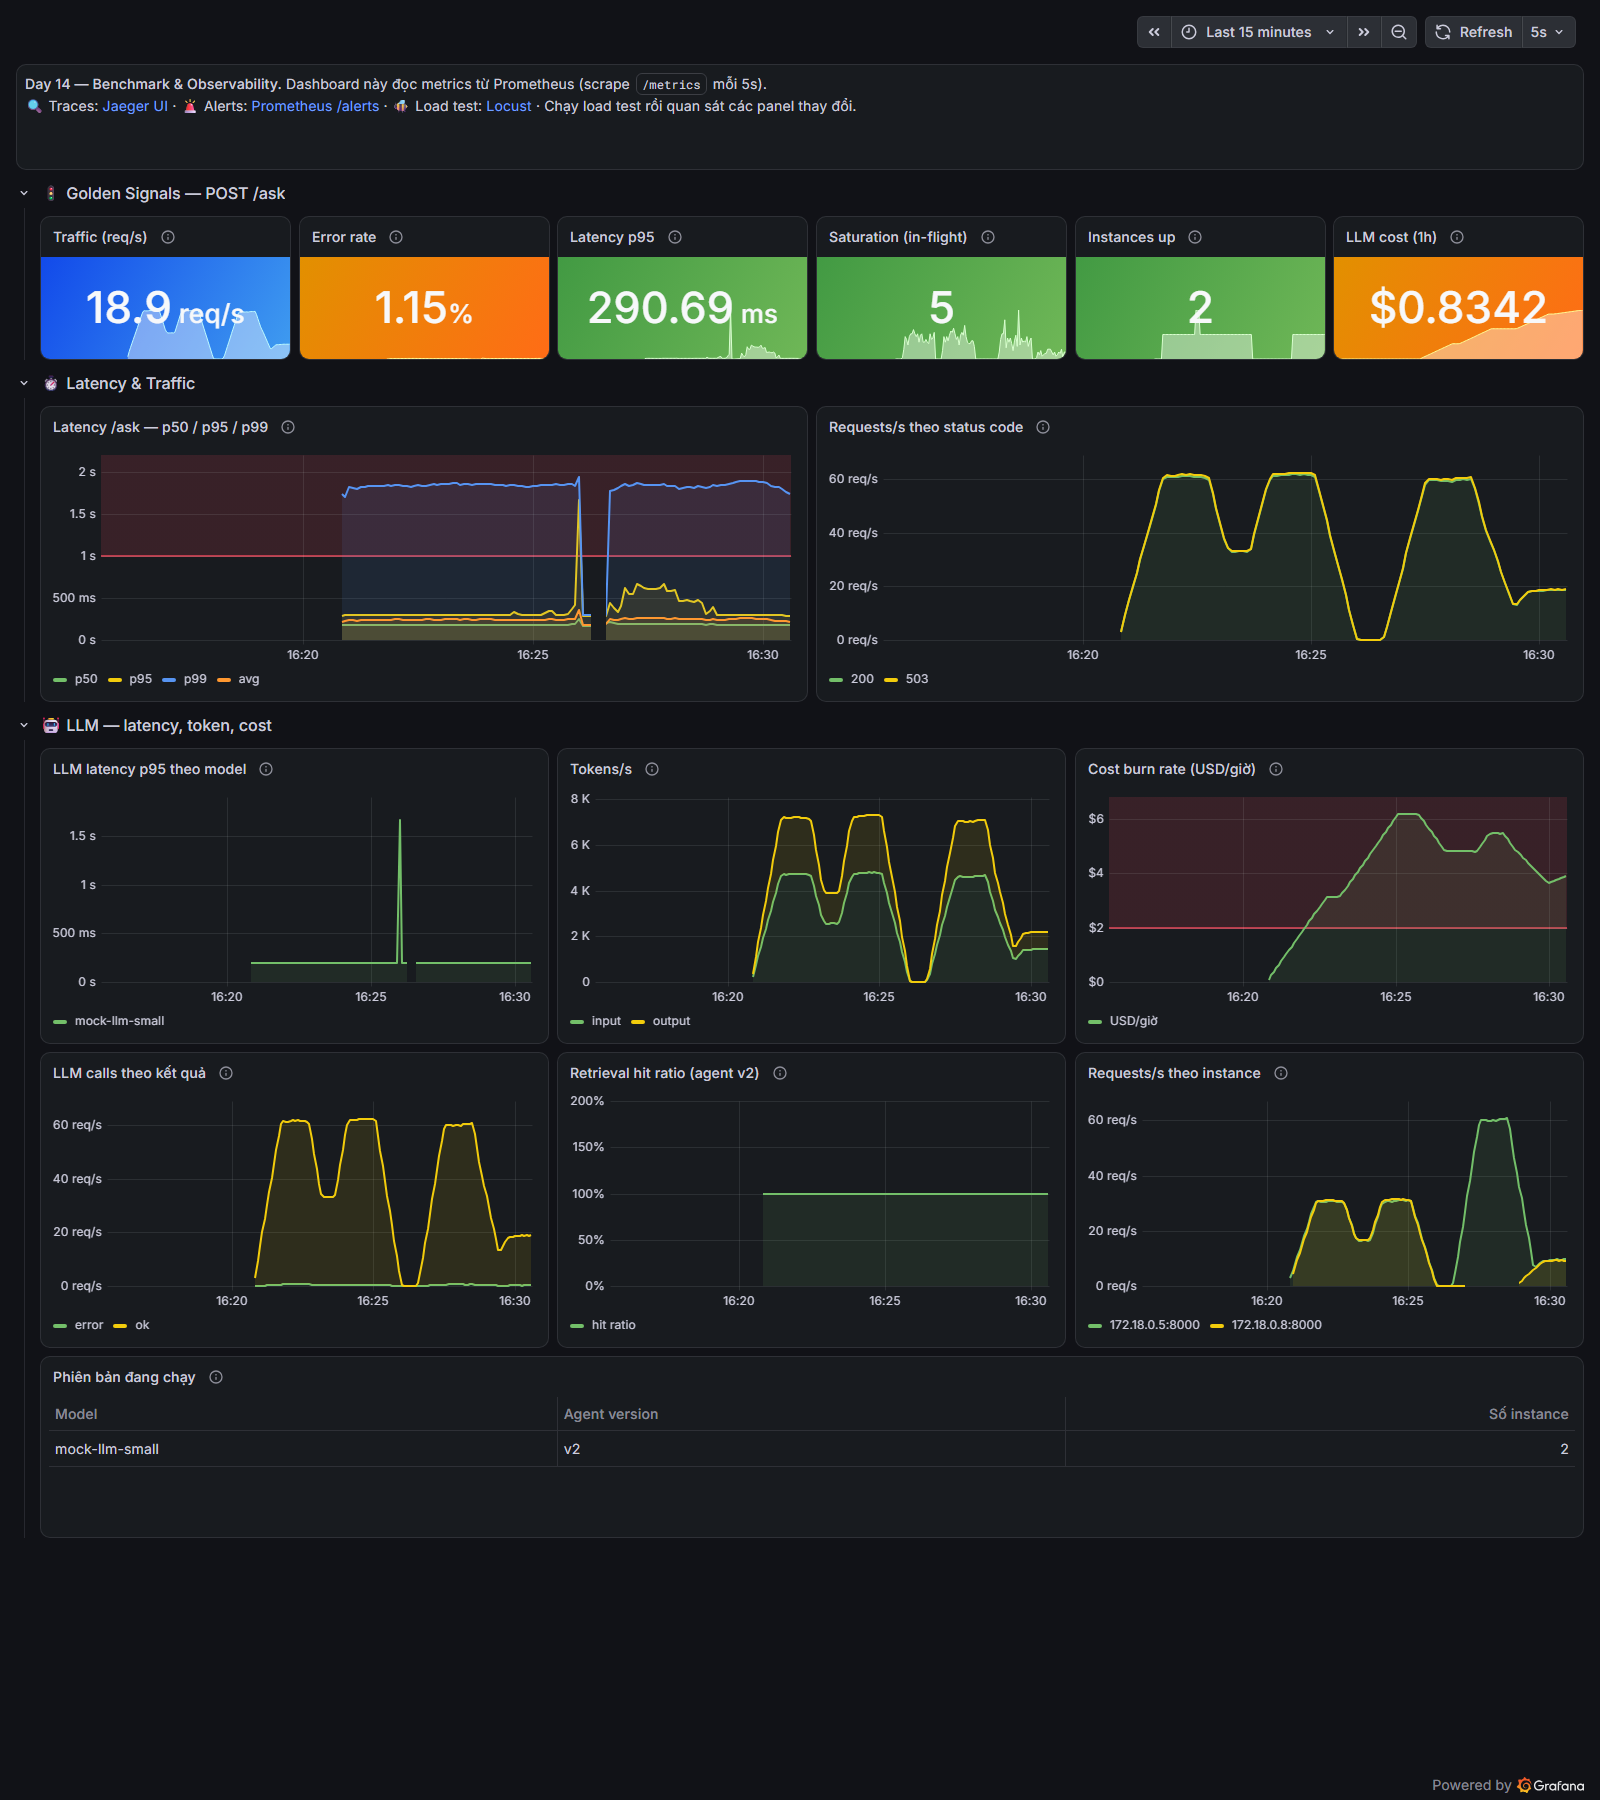 Last 15 minutes
Refresh
5s
Day 14 — Benchmark & Observability. Dashboard này đọc metrics từ Prometheus (scrape /metrics mỗi 5s).
Traces: Jaeger UI · Alerts: Prometheus /alerts · Load test: Locust · Chạy load test rồi quan sát các panel thay đổi.
Golden Signals — POST /ask
Traffic (req/s)
18.9 req/s
Error rate
1.15%
Latency p95
290.69 ms
Saturation (in-flight)
5
Instances up
2
LLM cost (1h)
$0.8342
Latency & Traffic
Latency /ask — p50 / p95 / p99
2 s
1.5 s
1 s
500 ms
0 s
16:20 16:25 16:30
p50 p95 p99 avg
Requests/s theo status code
60 req/s
40 req/s
20 req/s
0 req/s
16:20 16:25 16:30
200 503
LLM — latency, token, cost
LLM latency p95 theo model
1.5 s
1 s
500 ms
0 s
16:20 16:25 16:30
mock-llm-small
Tokens/s
8 K
6 K
4 K
2 K
0
16:20 16:25 16:30
input output
Cost burn rate (USD/giờ)
$6
$4
$2
$0
16:20 16:25 16:30
USD/giờ
LLM calls theo kết quả
60 req/s
40 req/s
20 req/s
0 req/s
16:20 16:25 16:30
error ok
Retrieval hit ratio (agent v2)
200%
150%
100%
50%
0%
16:20 16:25 16:30
hit ratio
Requests/s theo instance
60 req/s
40 req/s
20 req/s
0 req/s
16:20 16:25 16:30
172.18.0.5:8000 172.18.0.8:8000
Phiên bản đang chạy
Model Agent version Số instance
mock-llm-small v2 2
Powered by Grafana